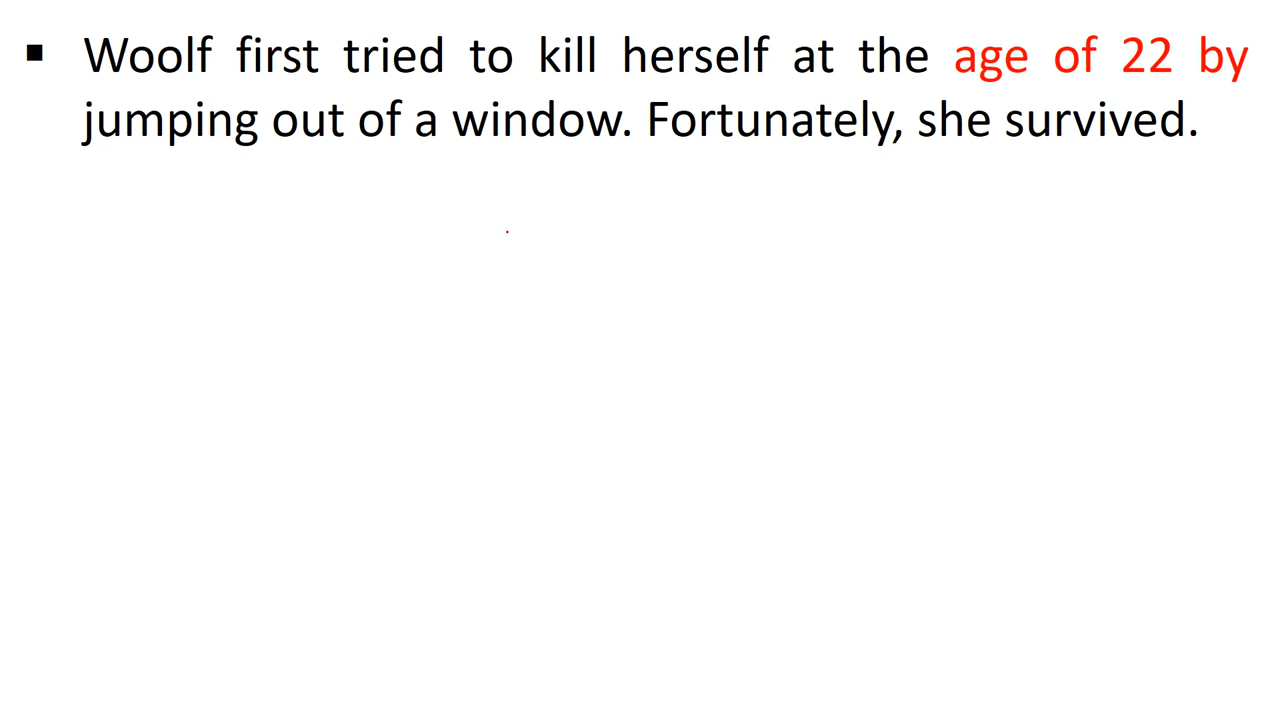 ▪ Woolf first tried to kill herself at the age of 22 by
jumping out of a window. Fortunately, she survived.